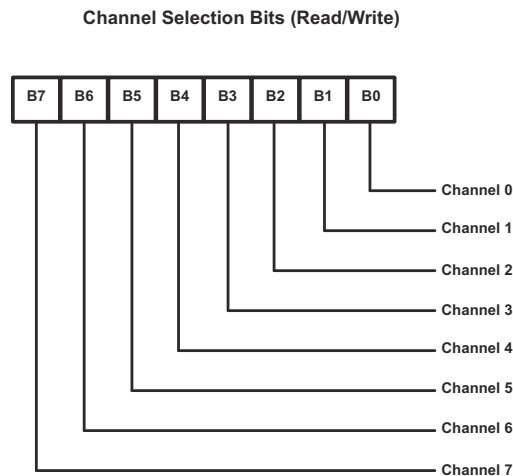 Channel Selection Bits (Read/Write)
B7 B6 B5 B4 B3 B2 B1 B0
Channel 0
Channel 1
Channel 2
Channel 3
Channel 4
Channel 5
Channel 6
Channel 7